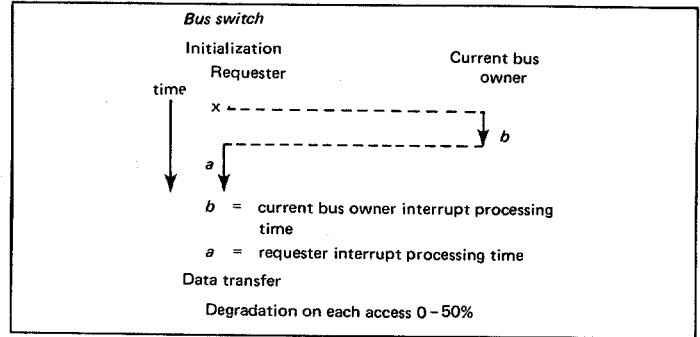 Bus switch
Initialization
Requester
Current bus
owner
time
x
b
a
b = current bus owner interrupt processing
time
a = requester interrupt processing time
Data transfer
Degradation on each access 0-50%